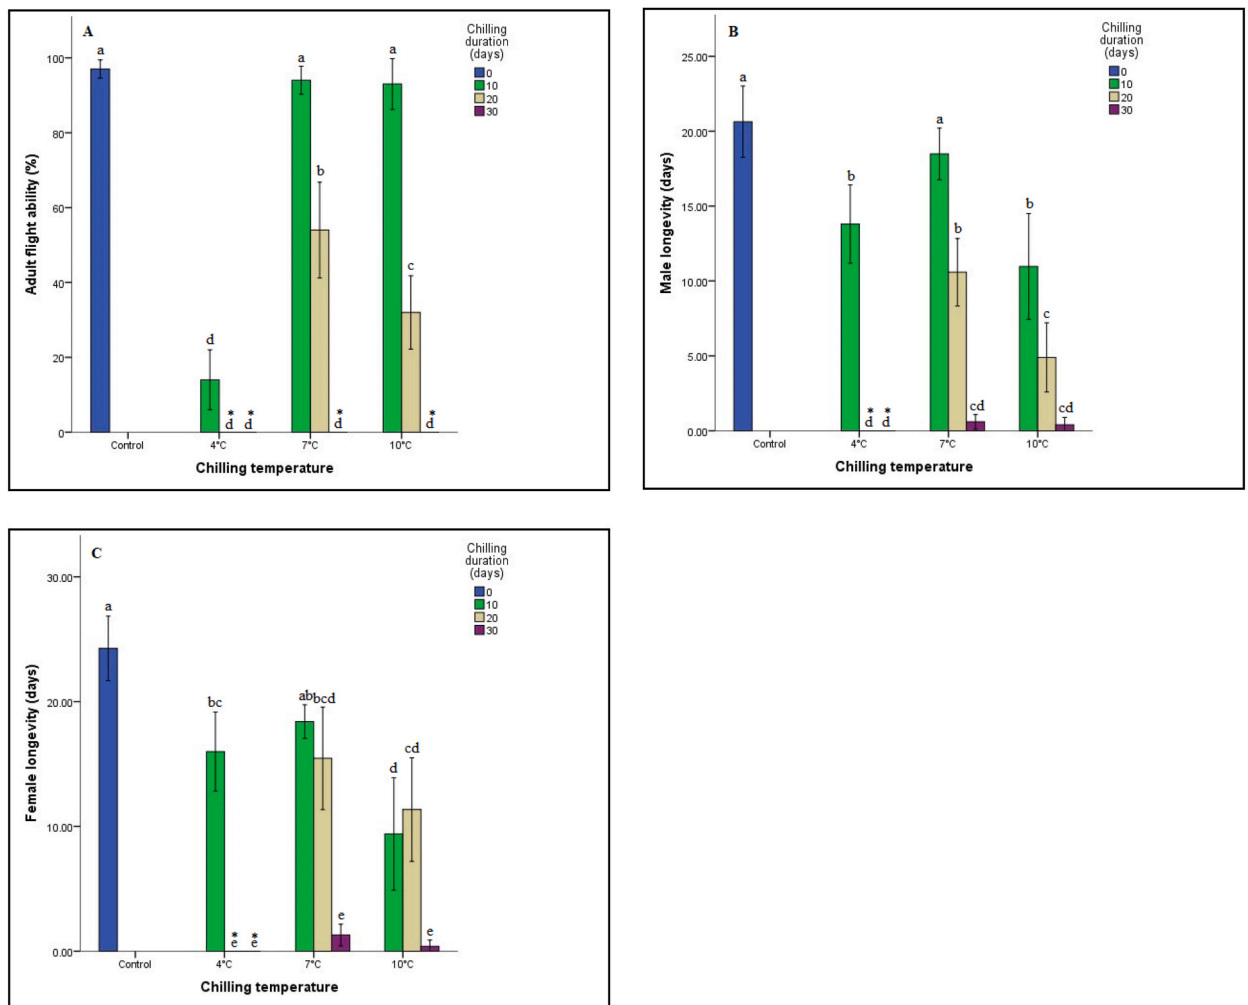 A
Chilling
duration
(days)
0
10
20
30
Adult flight ability (%)
100
80
60
40
20
0
a
d
*
d
*
d
a
b
*
d
a
c
*
d
Control
4°C
7°C
10°C
Chilling temperature
B
Chilling
duration
(days)
0
10
20
30
Male longevity (days)
25.00
20.00
15.00
10.00
5.00
0.00
a
b
*
d
*
d
a
b
cd
b
c
cd
Control
4°C
7°C
10°C
Chilling temperature
C
Chilling
duration
(days)
0
10
20
30
Female longevity (days)
30.00
20.00
10.00
0.00
a
bc
*
e
*
e
ab
bcd
e
d
cd
e
Control
4°C
7°C
10°C
Chilling temperature